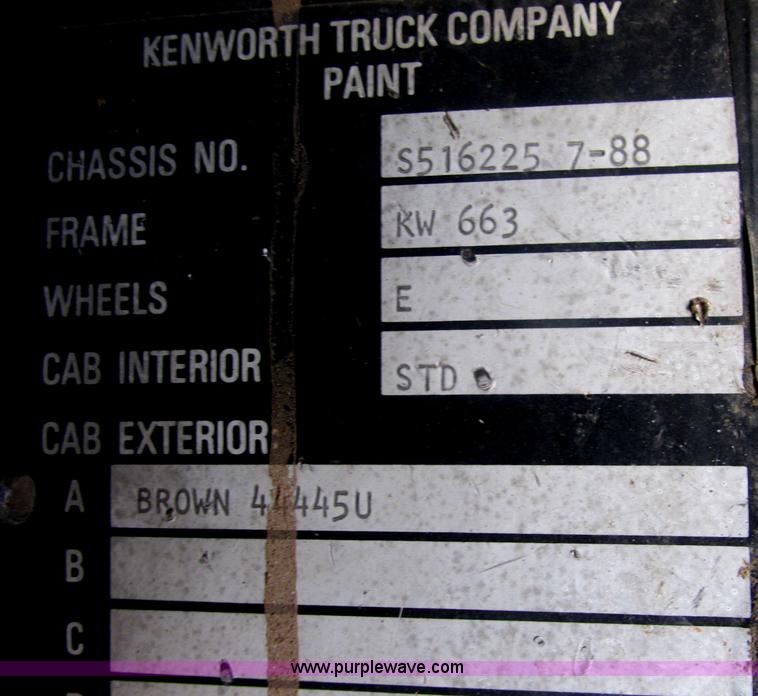 KENWORTH TRUCK COMPANY
PAINT
CHASSIS NO. S516225 7-88
FRAME KW 663
WHEELS E
CAB INTERIOR STD
CAB EXTERIOR
A BROWN 44445U
B
C
www.purplewave.com